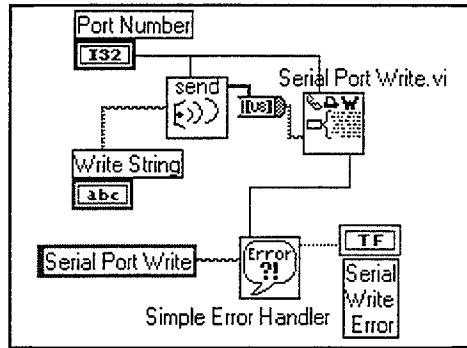 Port Number
I32
send
[[U8]
Serial Port Write.vi
Write String
abc
Serial Port Write
Error
?!
TF
Simple Error Handler
Serial
Write
Error